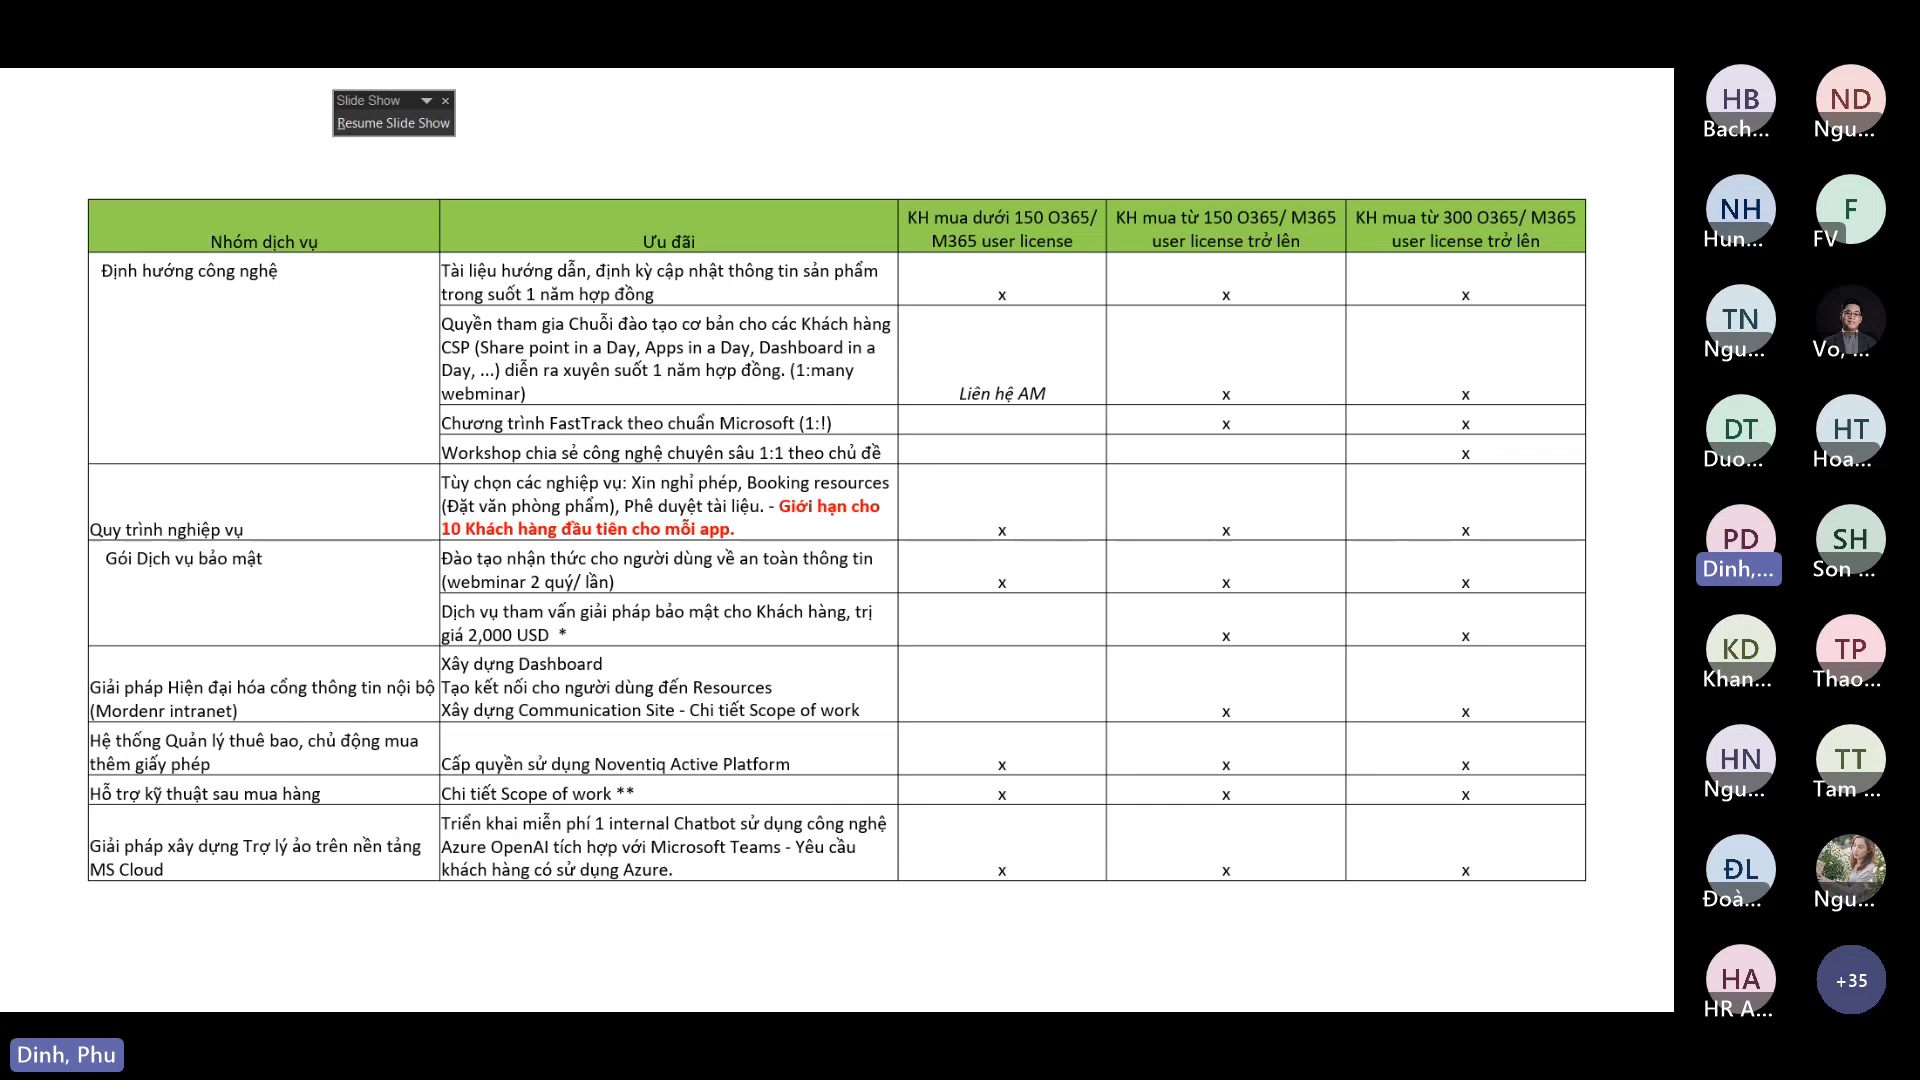 Slide Show
Resume Slide Show
Nhóm dịch vụ
Ưu đãi
KH mua dưới 150 O365/
M365 user license
KH mua từ 150 O365/ M365
user license trở lên
KH mua từ 300 O365/ M365
user license trở lên
Định hướng công nghệ
Tài liệu hướng dẫn, định kỳ cập nhật thông tin sản phẩm
trong suốt 1 năm hợp đồng
x
x
x
Quyền tham gia Chuỗi đào tạo cơ bản cho các Khách hàng
CSP (Share point in a Day, Apps in a Day, Dashboard in a
Day, ...) diễn ra xuyên suốt 1 năm hợp đồng. (1:many
webminar)
Liên hệ AM
x
x
Chương trình FastTrack theo chuẩn Microsoft (1:!)
x
x
Workshop chia sẻ công nghệ chuyên sâu 1:1 theo chủ đề
x
Quy trình nghiệp vụ
Tùy chọn các nghiệp vụ: Xin nghỉ phép, Booking resources
(Đặt văn phòng phẩm), Phê duyệt tài liệu. - Giới hạn cho
10 Khách hàng đầu tiên cho mỗi app.
x
x
x
Gói Dịch vụ bảo mật
Đào tạo nhận thức cho người dùng về an toàn thông tin
(webminar 2 quý/ lần)
x
x
x
Dịch vụ tham vấn giải pháp bảo mật cho Khách hàng, trị
giá 2,000 USD *
x
x
Giải pháp Hiện đại hóa cổng thông tin nội bộ
(Mordenr intranet)
Xây dựng Dashboard
Tạo kết nối cho người dùng đến Resources
Xây dựng Communication Site - Chi tiết Scope of work
x
x
Hệ thống Quản lý thuê bao, chủ động mua
thêm giấy phép
Cấp quyền sử dụng Noventiq Active Platform
x
x
x
Hỗ trợ kỹ thuật sau mua hàng
Chi tiết Scope of work **
x
x
x
Giải pháp xây dựng Trợ lý ảo trên nền tảng
MS Cloud
Triển khai miễn phí 1 internal Chatbot sử dụng công nghệ
Azure OpenAI tích hợp với Microsoft Teams - Yêu cầu
khách hàng có sử dụng Azure.
x
x
x
HB
Bach...
ND
Ngu...
NH
Hun...
F
FV
TN
Ngu...
Vo, ...
DT
Duo...
HT
Hoa...
PD
Dinh,...
SH
Son ...
KD
Khan...
TP
Thao...
HN
Ngu...
TT
Tam ...
ĐL
Đoà...
Ngu...
HA
HR A...
+35
Dinh, Phu